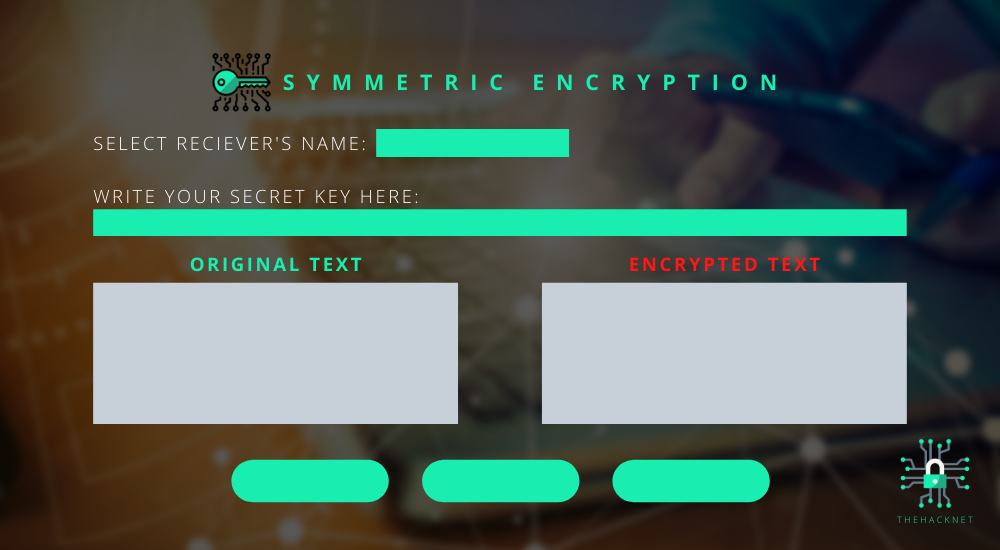 SYMMETRIC ENCRYPTION
SELECT RECIEVER'S NAME:
WRITE YOUR SECRET KEY HERE:
ORIGINAL TEXT
ENCRYPTED TEXT
THEHACKNET